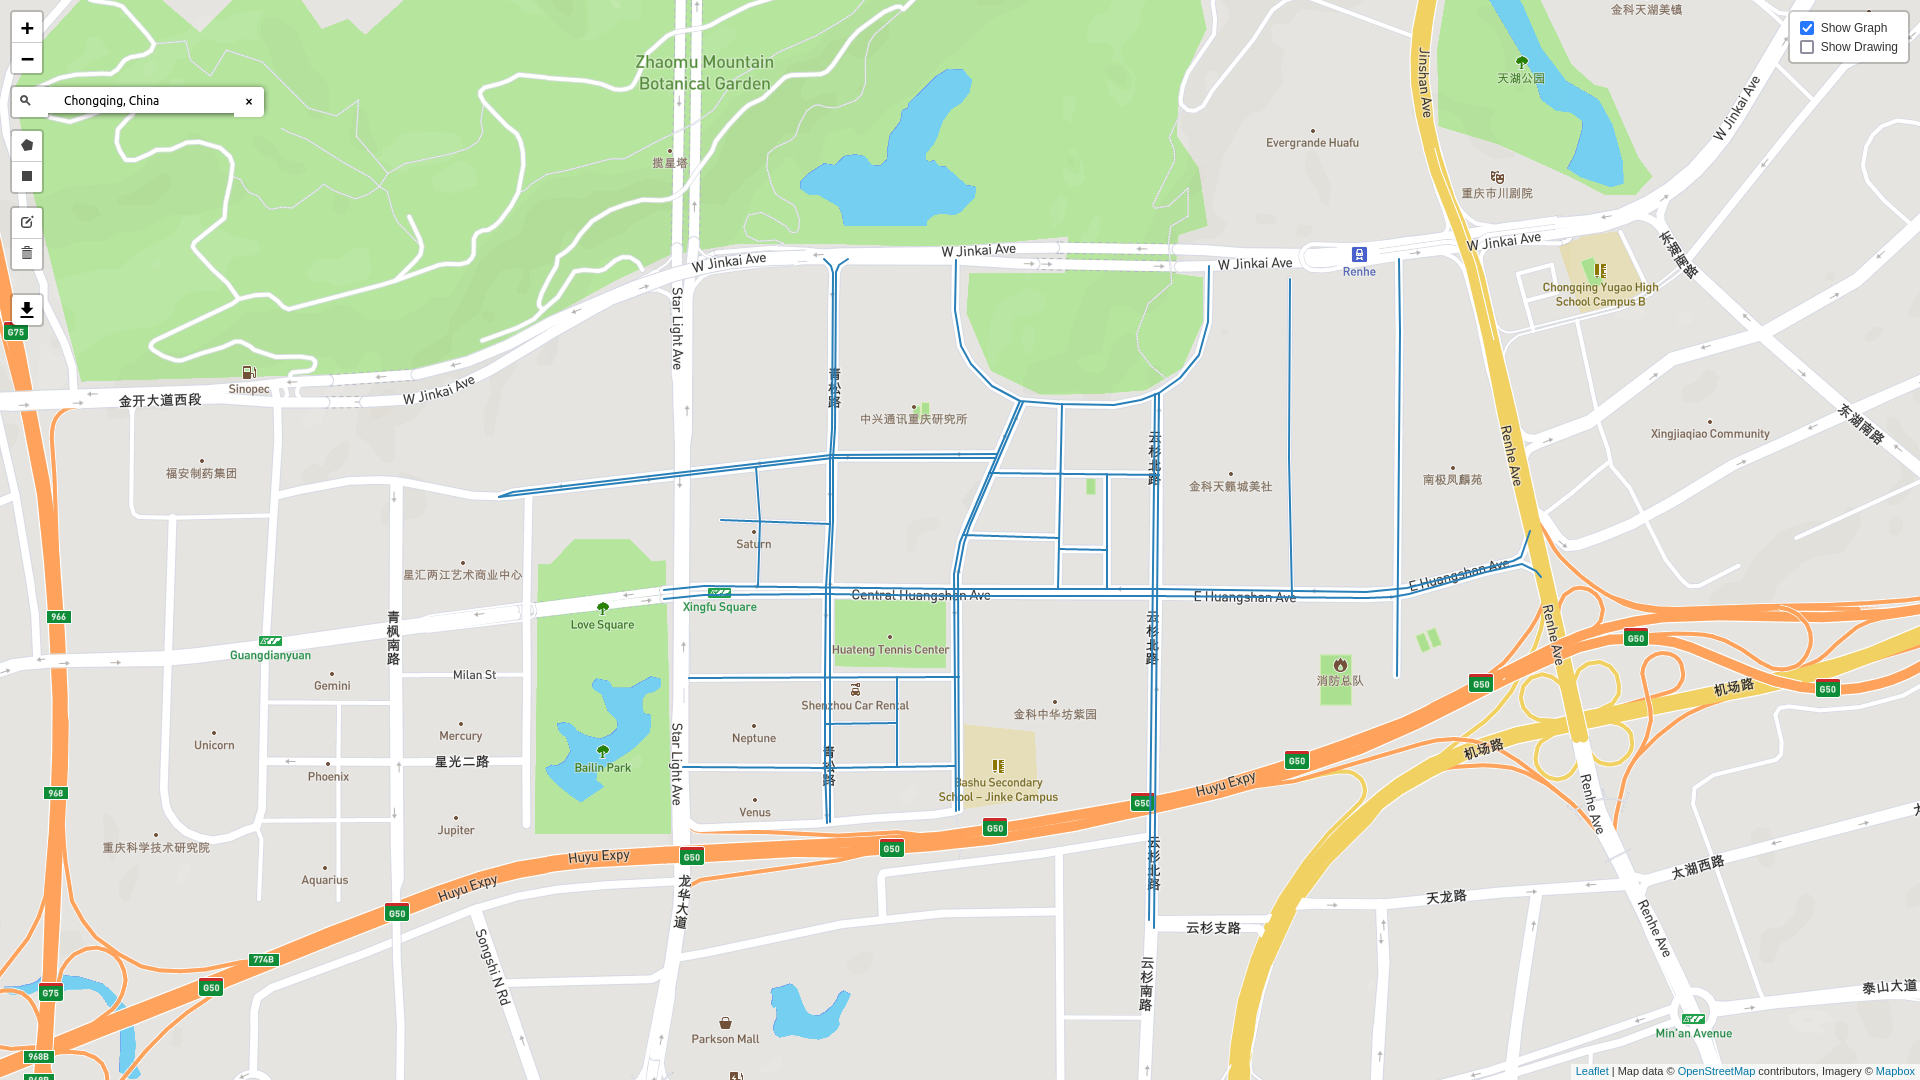 +
Show Graph
Show Drawing
−
Chongqing, China
×
金科天湖美镇
Zhaomu Mountain
Botanical Garden
揽星塔
Jinshan Ave
天湖公园
W Jinkai Ave
Evergrande Huafu
重庆市川剧院
W Jinkai Ave
W Jinkai Ave
W Jinkai Ave
W Jinkai Ave
Renhe
东湖南路
Chongqing Yugao High
School Campus B
G75
Star Light Ave
Sinopec
金开大道西段
W Jinkai Ave
青松路
中兴通讯重庆研究所
东湖南路
Xingjiaqiao Community
福安制药集团
云杉北路
金科天籁城美社
南极凤麟苑
Renhe Ave
Saturn
星汇两江艺术商业中心
Central Huangshan Ave
E Huangshan Ave
E Huangshan Ave
Xingfu Square
966
Love Square
青枫南路
云杉北路
Renhe Ave
G50
Guangdianyuan
Huateng Tennis Center
Milan St
Gemini
消防总队
G50
机场路
G50
Shenzhou Car Rental
金科中华坊紫园
Mercury
Unicorn
Neptune
机场路
星光二路
Phoenix
Bailin Park
Star Light Ave
青松路
G50
Bashu Secondary
School – Jinke Campus
Huyu Expy
968
G50
Venus
Renhe Ave
Jupiter
G50
重庆科学技术研究院
G50
G50
Huyu Expy
云杉北路
太湖西路
Aquarius
Huyu Expy
龙华大道
天龙路
G50
云杉支路
Renhe Ave
774B
Songshi N Rd
云杉南路
G75
G50
泰山大道
Parkson Mall
Min'an Avenue
968B
Leaflet | Map data © OpenStreetMap contributors, Imagery © Mapbox